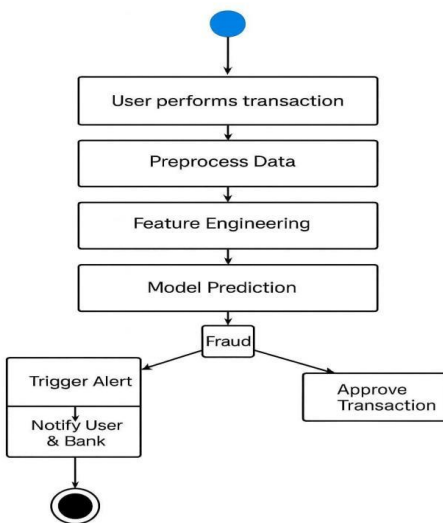 User performs transaction
Preprocess Data
Feature Engineering
Model Prediction
Fraud
Trigger Alert
Notify User
& Bank
Approve
Transaction